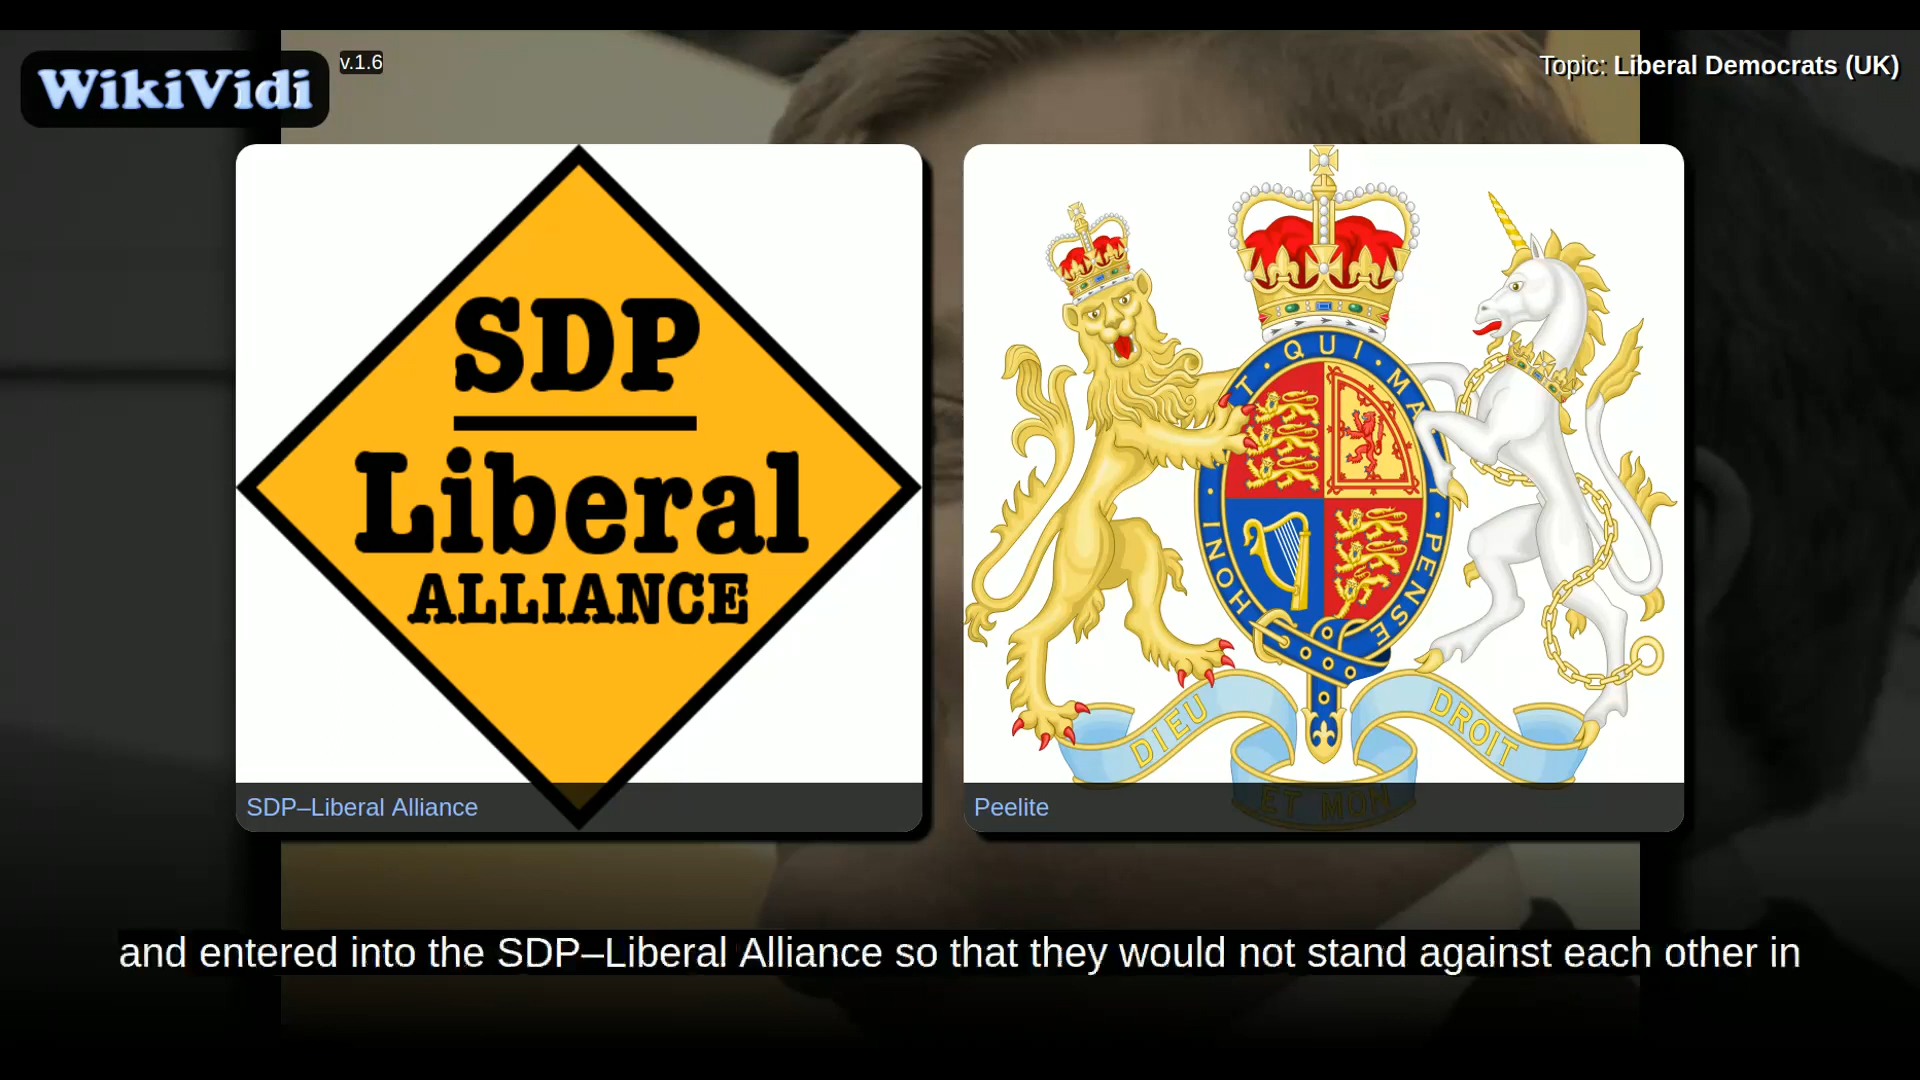 WikiVidi
v.1.6
Topic: Liberal Democrats (UK)
SDP
Liberal
ALLIANCE
SDP–Liberal Alliance
HONI
T · QUI · MA
Y · PENSE
DIEU
ET MON
DROIT
Peelite
and entered into the SDP–Liberal Alliance so that they would not stand against each other in